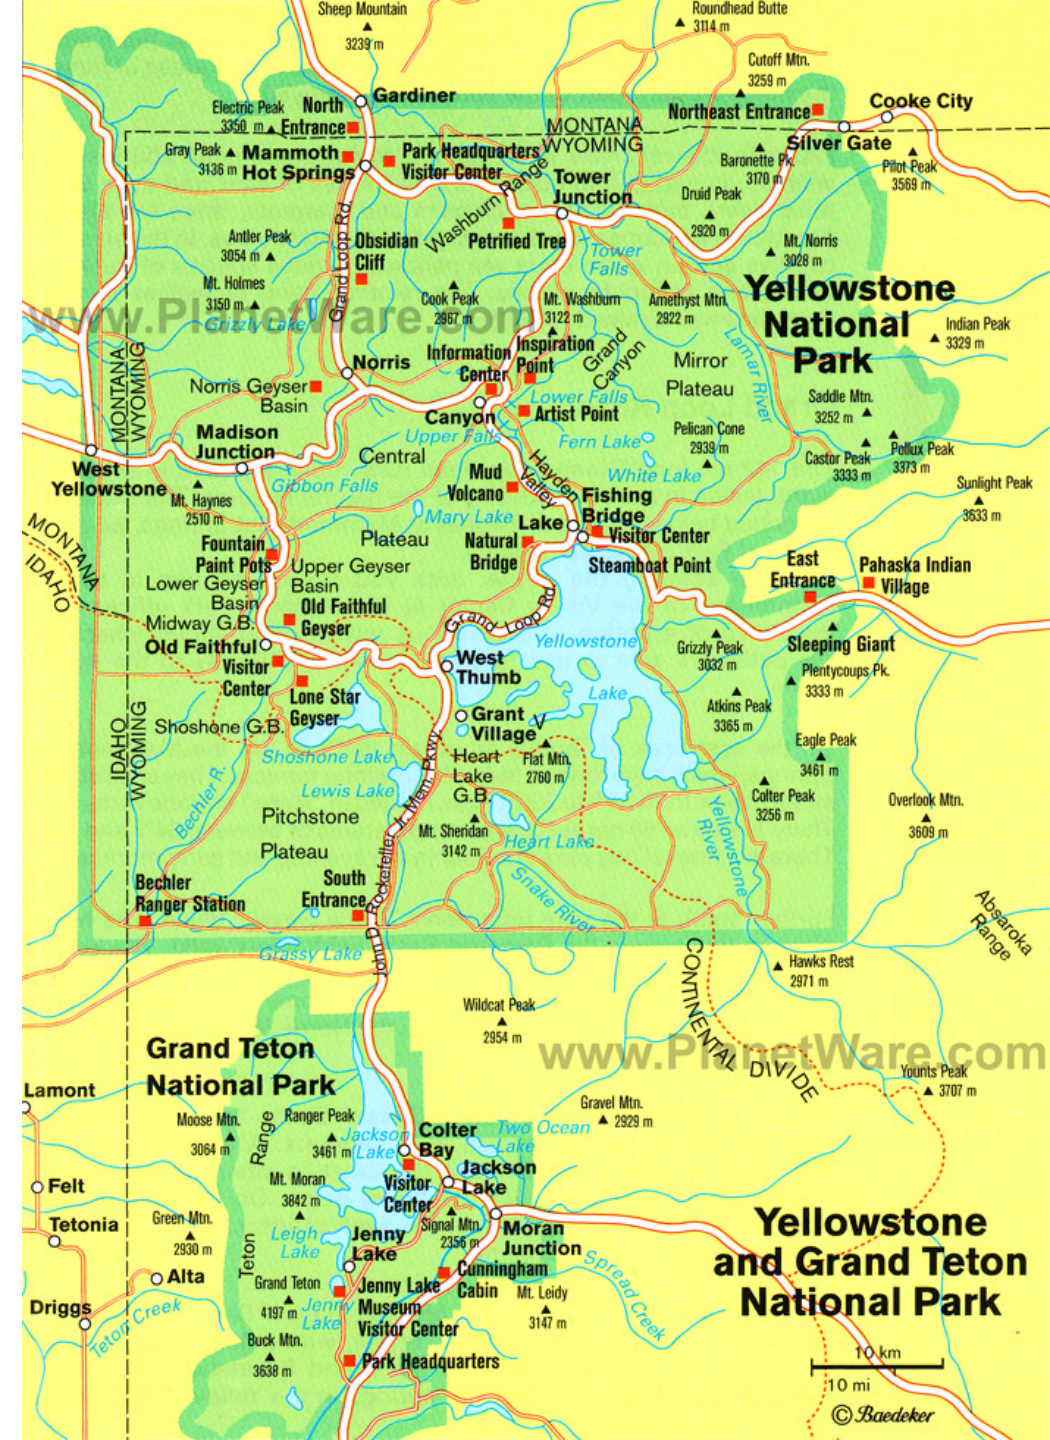 Sheep Mountain
3239 m
Roundhead Butte
3114 m
Cutoff Mtn.
3259 m
Gardiner
Electric Peak
3350 m
North
Entrance
Northeast Entrance
Cooke City
MONTANA
WYOMING
Silver Gate
Gray Peak
3136 m
Mammoth
Hot Springs
Park Headquarters
Visitor Center
Baronette Pk.
3170 m
Pilot Peak
3569 m
Washburn Range
Tower
Junction
Druid Peak
2920 m
Grand Loop Rd.
Antler Peak
3054 m
Obsidian
Cliff
Petrified Tree
Tower
Falls
Mt. Norris
3028 m
Mt. Holmes
3150 m
Grizzly Lake
Cook Peak
2967 m
Mt. Washburn
3122 m
Amethyst Mtn.
2922 m
Yellowstone
National
Park
www.PlanetWare.com
Indian Peak
3329 m
MONTANA
WYOMING
Norris
Information
Center
Inspiration
Point
Grand
Canyon
Mirror
Plateau
Lamar River
Norris Geyser
Basin
Lower Falls
Saddle Mtn.
3252 m
Canyon
Artist Point
Madison
Junction
Upper Falls
Fern Lake
Pelican Cone
2939 m
Central
Castor Peak
3333 m
Pollux Peak
3373 m
West
Yellowstone
Gibbon Falls
Mud
Volcano
Hayden
Valley
White Lake
Sunlight Peak
3633 m
Mt. Haynes
2510 m
Mary Lake
Fishing
Bridge
MONTANA
IDAHO
Plateau
Lake
Visitor Center
Fountain
Paint Pots
Natural
Bridge
Steamboat Point
East
Entrance
Pahaska Indian
Village
Upper Geyser
Basin
Lower Geyser
Basin
Old Faithful
Geyser
Midway G.B.
Grand Loop Rd.
Yellowstone
Lake
Grizzly Peak
3032 m
Sleeping Giant
Old Faithful
Visitor
Center
West
Thumb
Plentycoups Pk.
3333 m
Lone Star
Geyser
Atkins Peak
3365 m
IDAHO
WYOMING
Shoshone G.B.
Grant
Village
V
Shoshone Lake
Heart
Lake
G.B.
Flat Mtn.
2760 m
Eagle Peak
3461 m
Bechler R.
Lewis Lake
Colter Peak
3256 m
Overlook Mtn.
3609 m
Pitchstone
Plateau
Mt. Sheridan
3142 m
Heart Lake
Yellowstone
River
John D. Rockefeller Jr. Mem. Pkwy.
Bechler
Ranger Station
South
Entrance
Snake River
Absaroka
Range
Grassy Lake
Hawks Rest
2971 m
CONTINENTAL DIVIDE
Wildcat Peak
2954 m
Grand Teton
National Park
www.PlanetWare.com
Younts Peak
3707 m
Lamont
Moose Mtn.
3064 m
Range
Ranger Peak
3461 m
Jackson
Lake
Colter
Bay
Two Ocean
Lake
Gravel Mtn.
2929 m
Felt
Mt. Moran
3842 m
Visitor
Center
Jackson
Lake
Tetonia
Green Mtn.
2930 m
Teton
Leigh
Lake
Jenny
Lake
Signal Mtn.
2356 m
Moran
Junction
Yellowstone
and Grand Teton
National Park
Alta
Grand Teton
4197 m
Jenny
Lake
Jenny Lake
Museum
Visitor Center
Cunningham
Cabin
Mt. Leidy
3147 m
Spread Creek
Driggs
Teton Creek
Buck Mtn.
3638 m
Park Headquarters
10 km
10 mi
© Baedeker